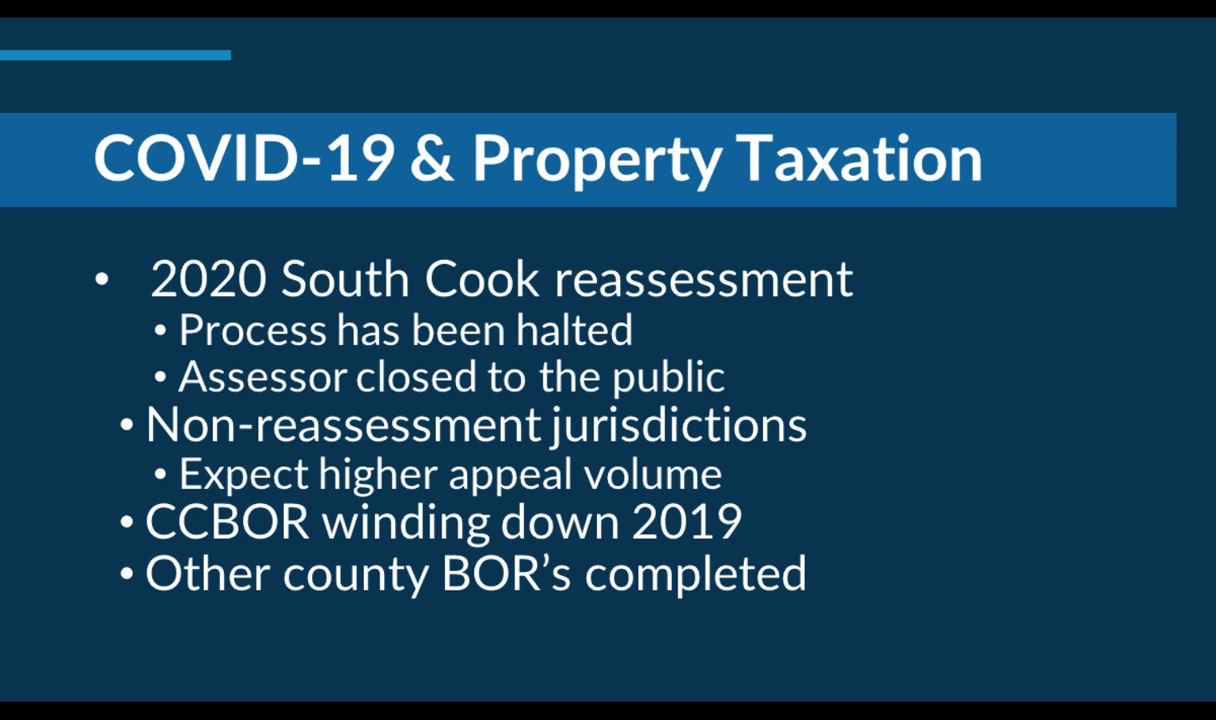 COVID-19 & Property Taxation
• 2020 South Cook reassessment
• Process has been halted
• Assessor closed to the public
• Non-reassessment jurisdictions
• Expect higher appeal volume
• CCBOR winding down 2019
• Other county BOR’s completed